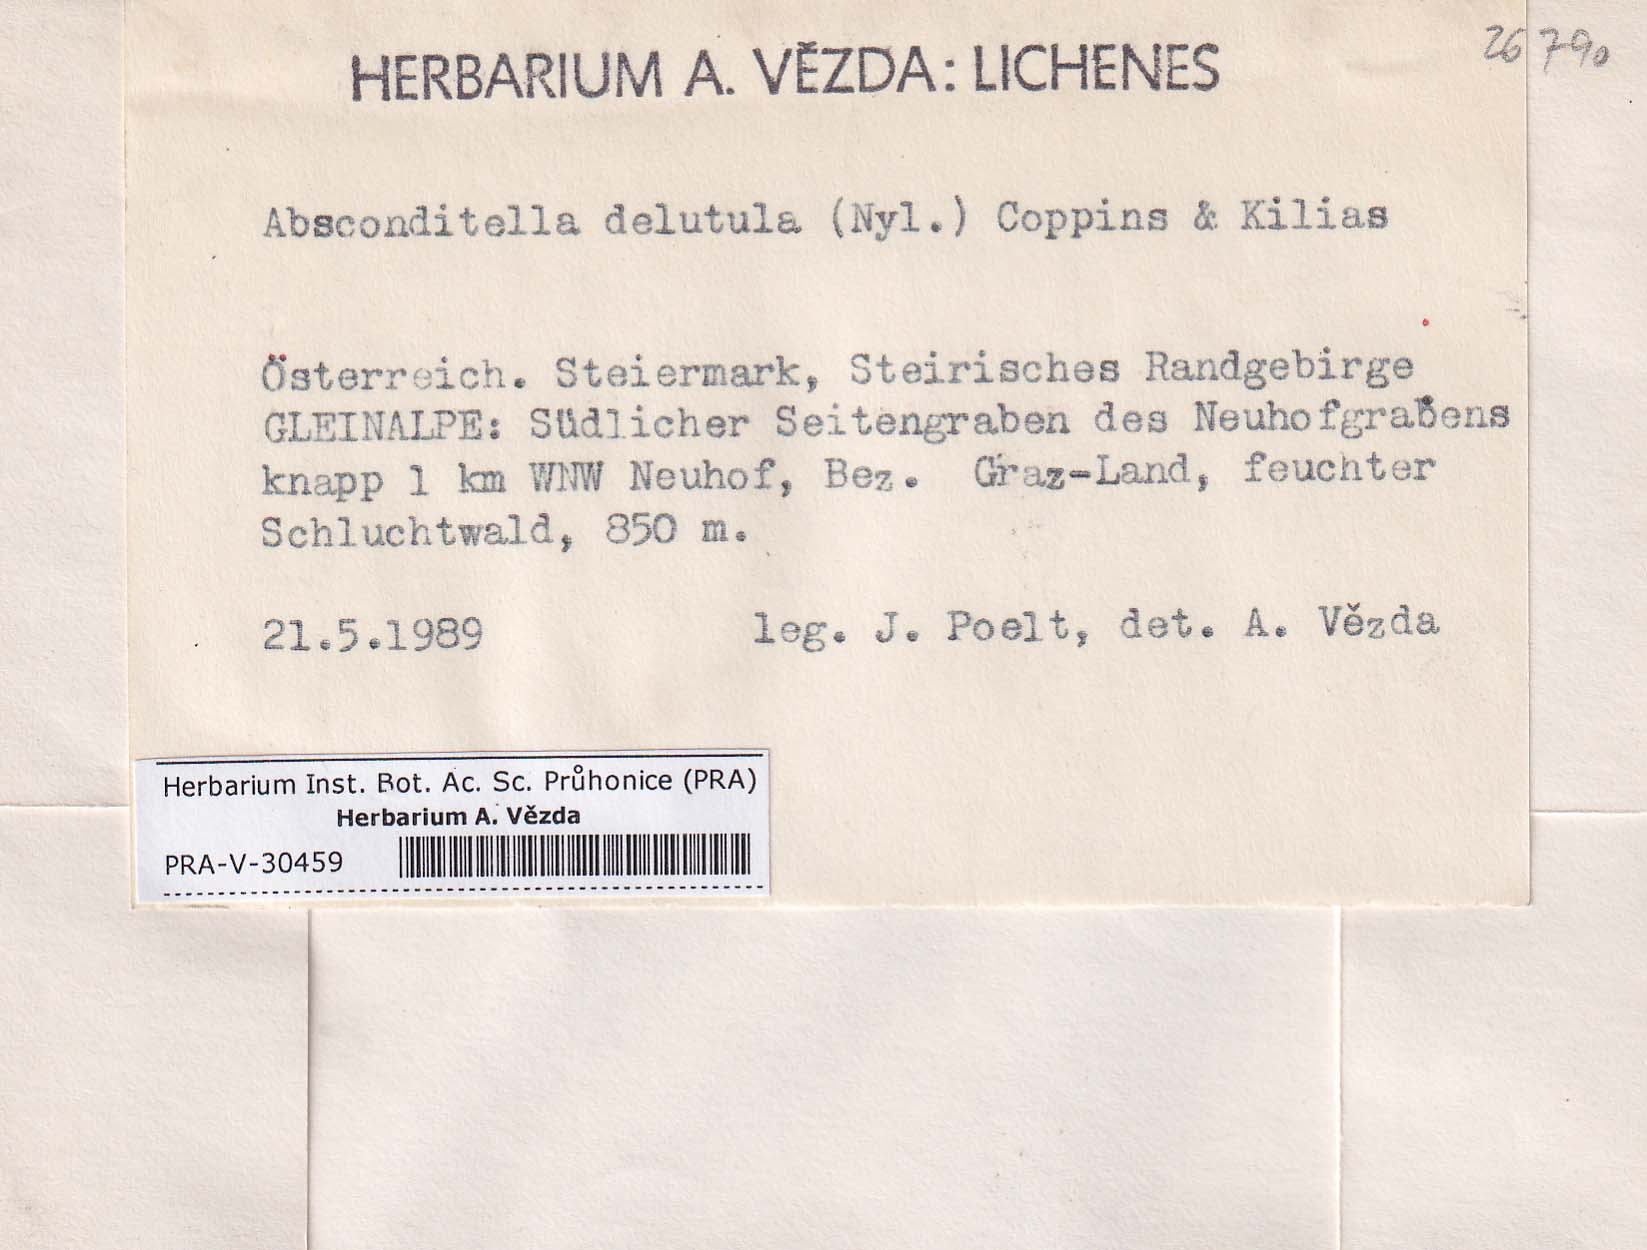 26790
HERBARIUM A. VĚZDA: LICHENES
Absconditella delutula (Nyl.) Coppins & Kilias
Österreich. Steiermark, Steirisches Randgebirge
GLEINALPE: Südlicher Seitengraben des Neuhofgrabens
knapp 1 km WNW Neuhof, Bez. Graz-Land, feuchter
Schluchtwald, 850 m.
21.5.1989 leg. J. Poelt, det. A. Vězda
Herbarium Inst. Bot. Ac. Sc. Průhonice (PRA)
Herbarium A. Vězda
PRA-V-30459